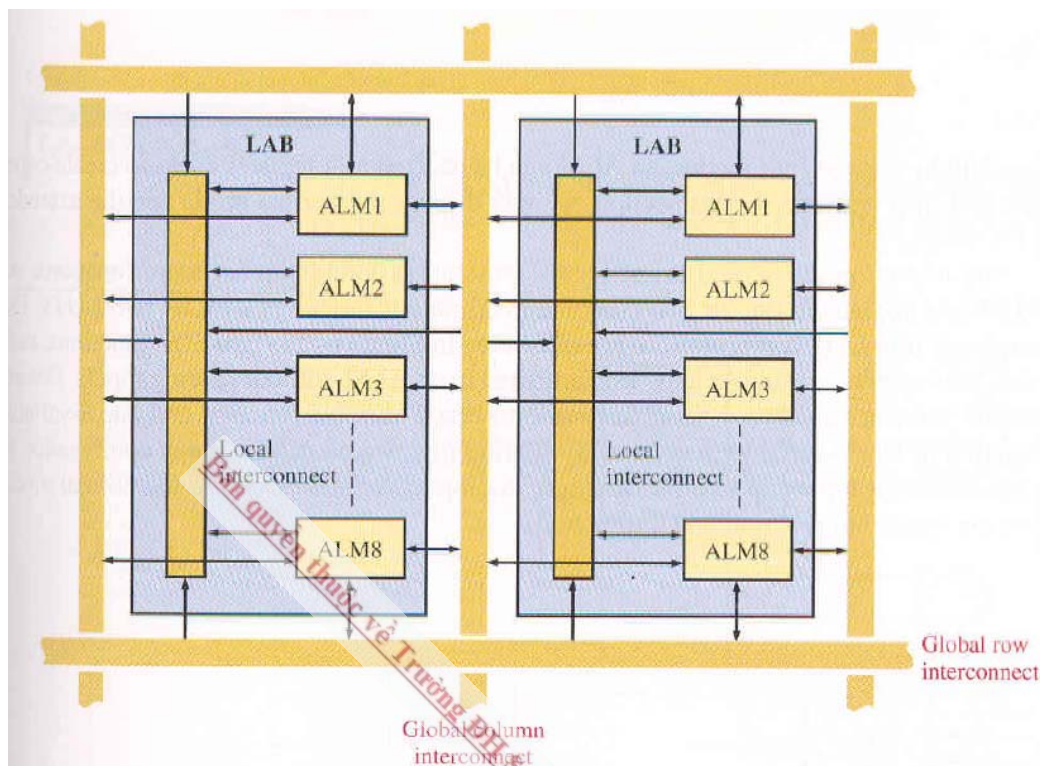 LAB
LAB
ALM1
ALM1
ALM2
ALM2
ALM3
ALM3
Local
interconnect
Local
interconnect
ALM8
ALM8
Global row
interconnect
Global column
interconnect
Bản quyền thuộc về Trường ĐH.